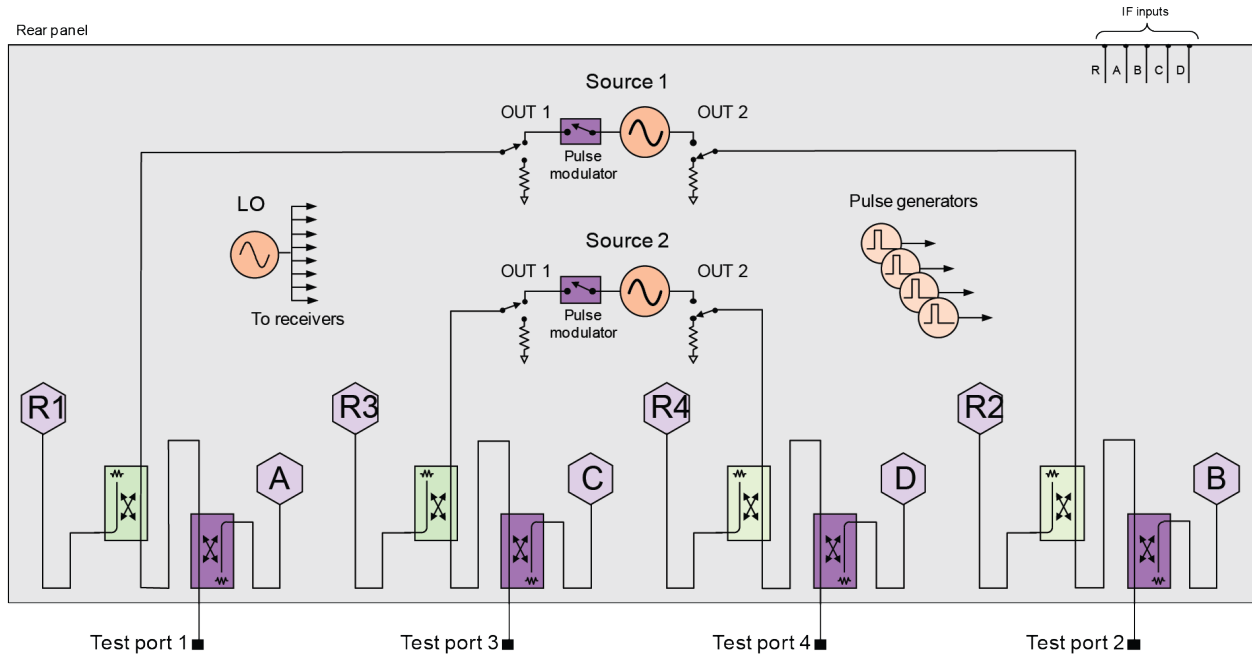 IF inputs
Rear panel
R A B C D
Source 1
OUT 1
OUT 2
Pulse
modulator
LO
Pulse generators
Source 2
OUT 1
OUT 2
To receivers
Pulse
modulator
R1
R3
R4
R2
A
C
D
B
Test port 1
Test port 3
Test port 4
Test port 2